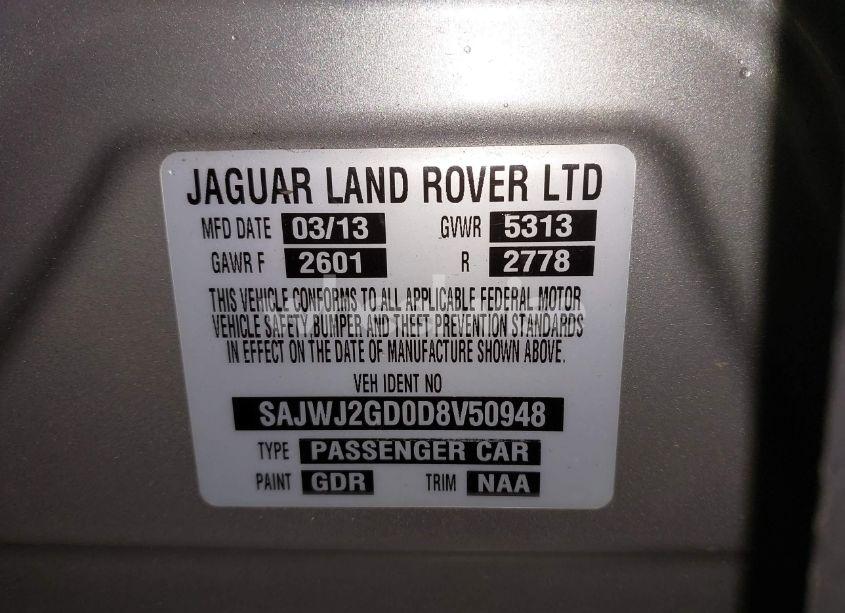 JAGUAR LAND ROVER LTD
MFD DATE 03/13 GVWR 5313
GAWR F 2601 R 2778
THIS VEHICLE CONFORMS TO ALL APPLICABLE FEDERAL MOTOR
VEHICLE SAFETY,BUMPER AND THEFT PREVENTION STANDARDS
IN EFFECT ON THE DATE OF MANUFACTURE SHOWN ABOVE.
VEH IDENT NO
SAJWJ2GD0D8V50948
TYPE PASSENGER CAR
PAINT GDR TRIM NAA